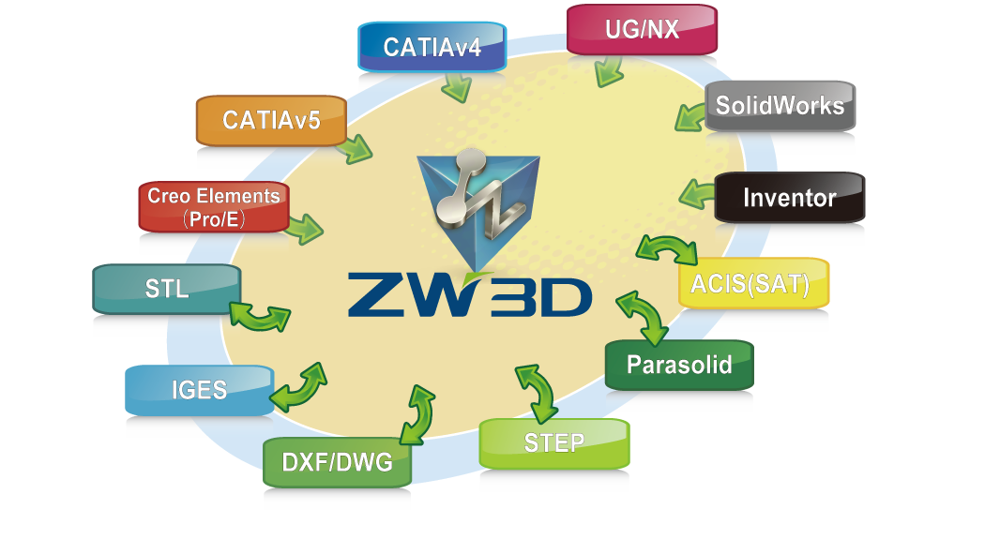 UG/NX
CATIAv4
SolidWorks
CATIAv5
Inventor
Creo Elements
(Pro/E)
STL
ACIS(SAT)
ZW3D
Parasolid
IGES
STEP
DXF/DWG